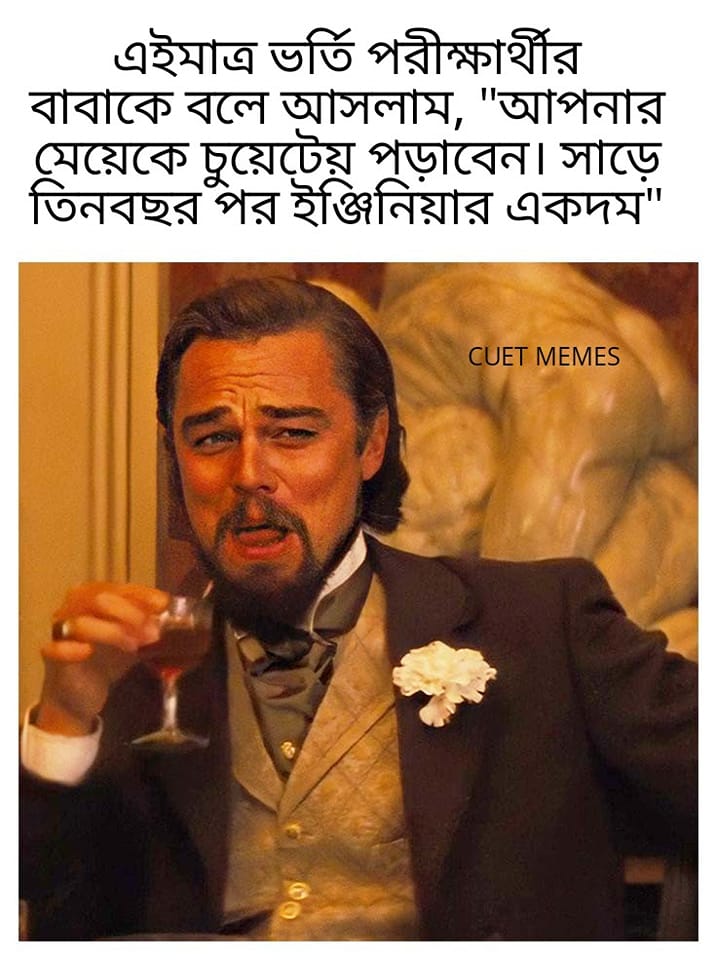 এইমাত্র ভর্তি পরীক্ষার্থীর
বাবাকে বলে আসলাম, "আপনার
মেয়েকে চুয়েটেয় পড়াবেন। সাড়ে
তিনবছর পর ইঞ্জিনিয়ার একদম"
CUET MEMES